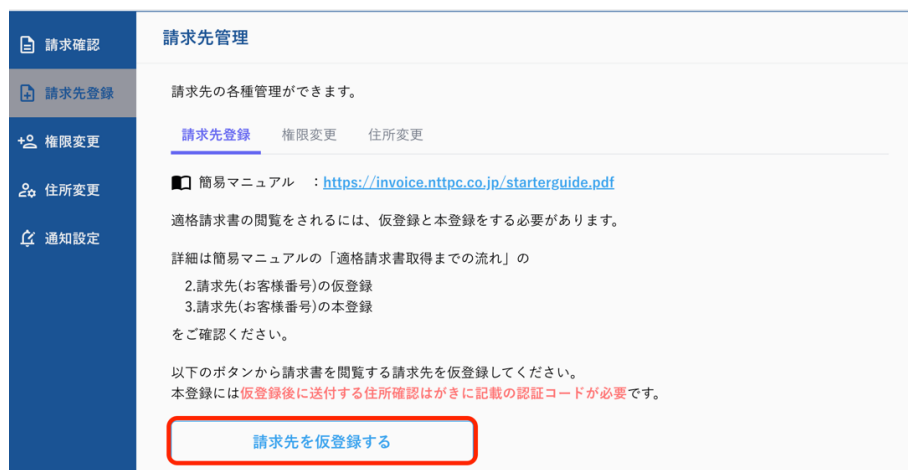 請求確認
請求先登録
権限変更
住所変更
通知設定
請求先管理
請求先の各種管理ができます。
請求先登録 権限変更 住所変更
簡易マニュアル ：https://invoice.nttpc.co.jp/starterguide.pdf
適格請求書の閲覧をされるには、仮登録と本登録をする必要があります。
詳細は簡易マニュアルの「適格請求書取得までの流れ」の
2.請求先(お客様番号)の仮登録
3.請求先(お客様番号)の本登録
をご確認ください。
以下のボタンから請求書を閲覧する請求先を仮登録してください。
本登録には仮登録後に送付する住所確認はがきに記載の認証コードが必要です。
請求先を仮登録する